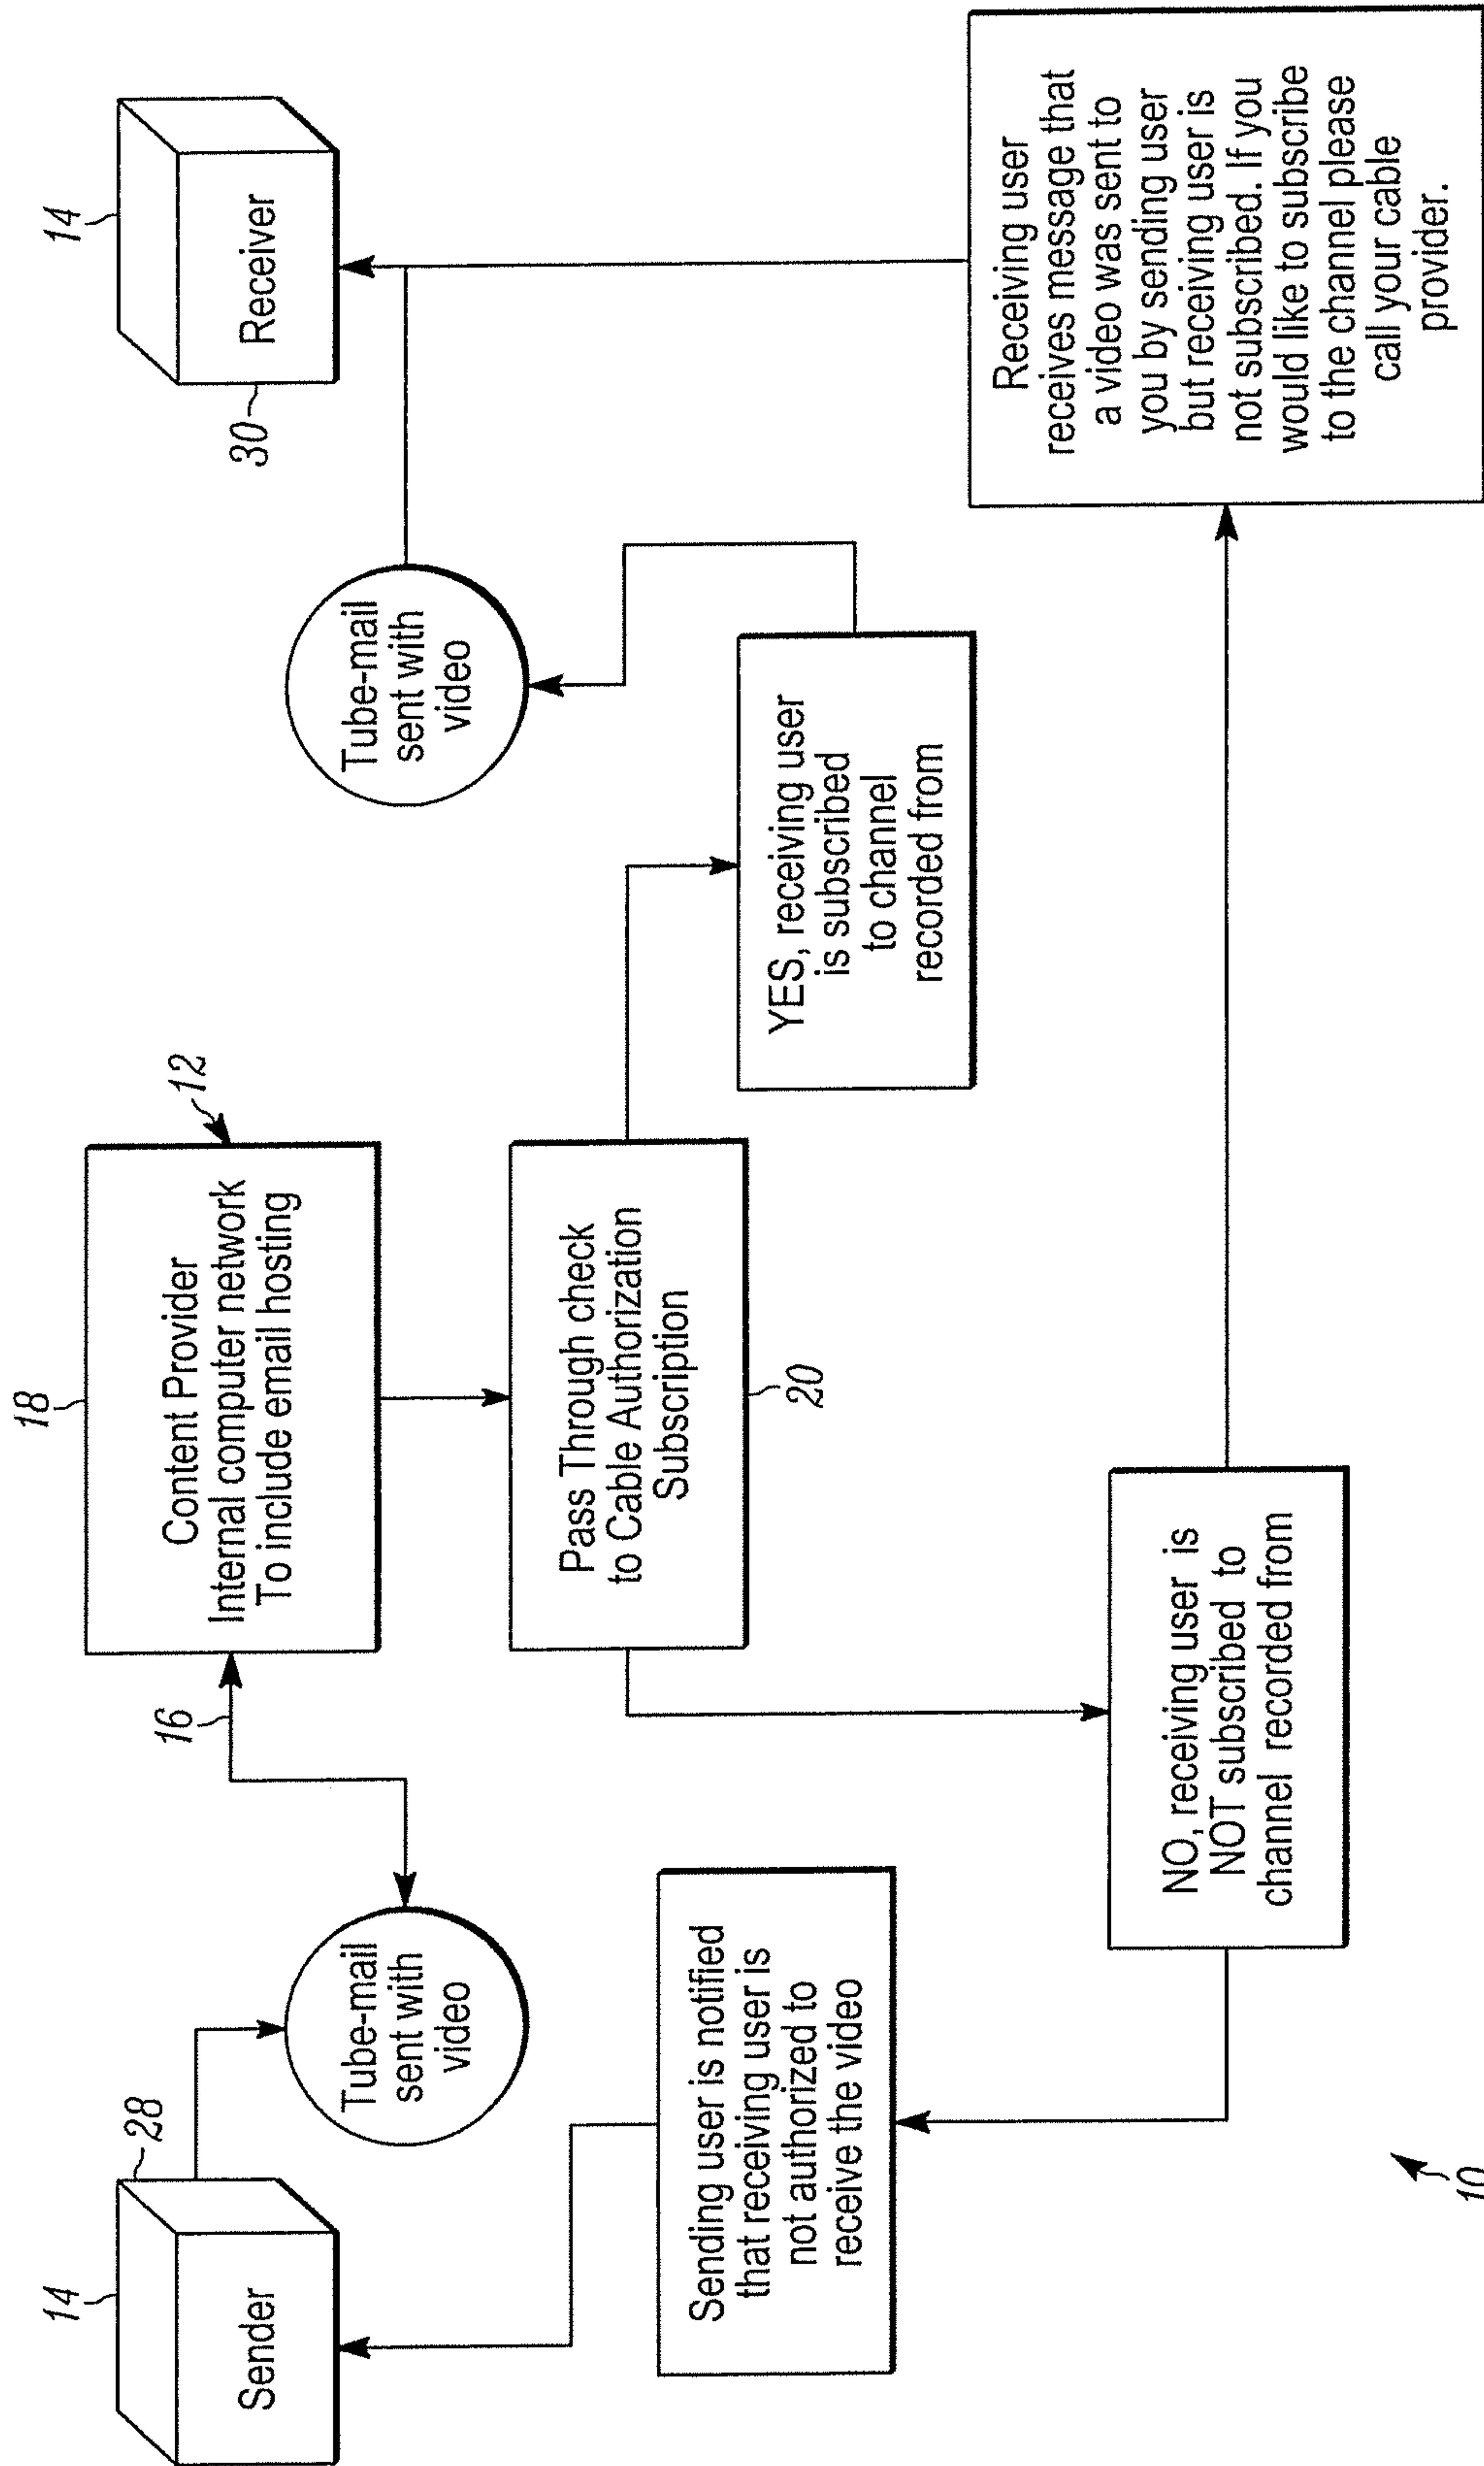 14
28
Sender
Tube-mail
sent with
video
16
18
Content Provider
Internal computer network
To include email hosting
12
Pass Through check
to Cable Authorization
Subscription
20
Tube-mail
sent with
video
14
Receiver
30
Sending user is notified
that receiving user is
not authorized to
receive the video
YES, receiving user
is subscribed
to channel
recorded from
NO, receiving user is
NOT subscribed to
channel recorded from
Receiving user
receives message that
a video was sent to
you by sending user
but receiving user is
not subscribed. If you
would like to subscribe
to the channel please
call your cable
provider.
10